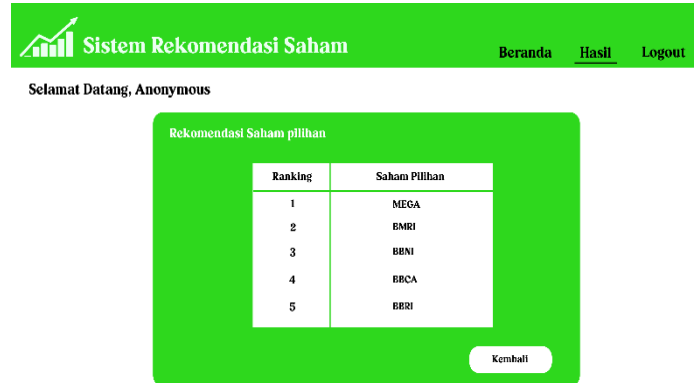 Sistem Rekomendasi Saham
Beranda Hasil Logout
Selamat Datang, Anonymous
Rekomendasi Saham pilihan
Ranking Saham Pilihan
1 MEGA
2 BMRI
3 BBNI
4 BBCA
5 BBRI
Kembali